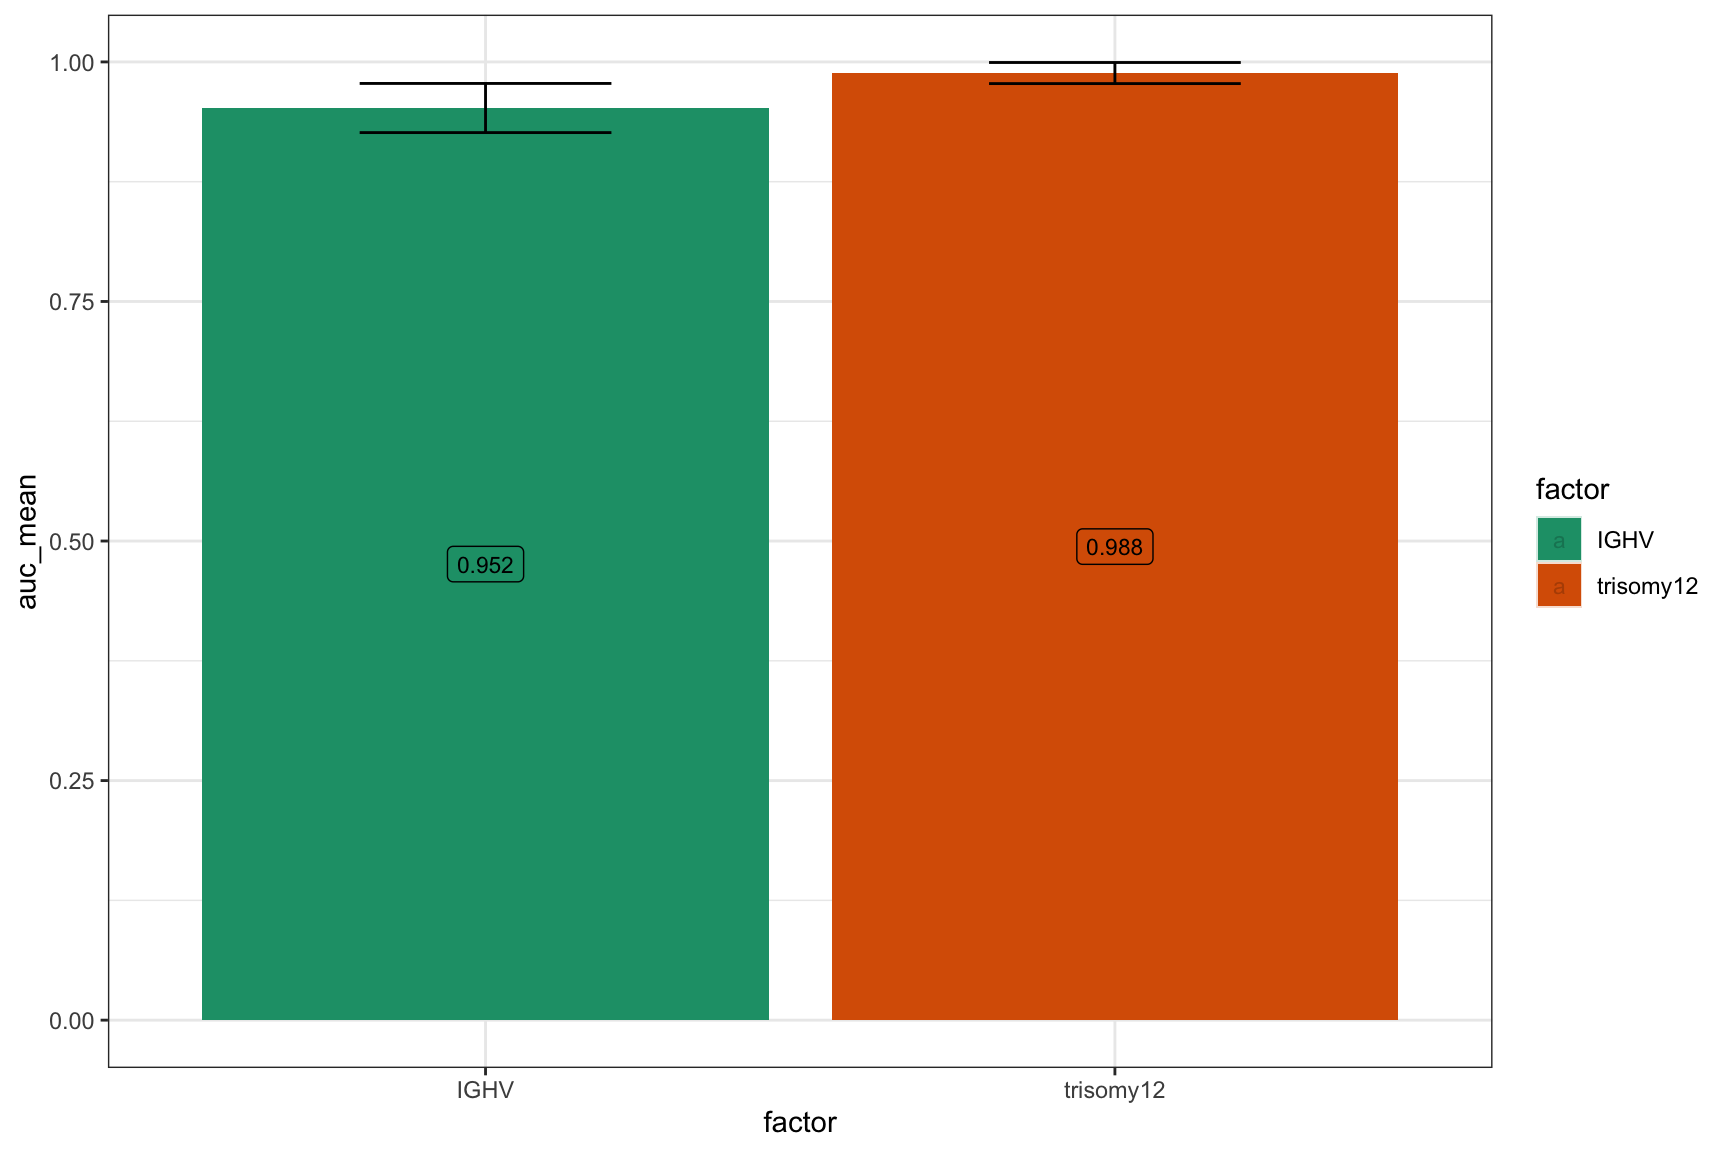 1.00
0.75
0.50
0.25
0.00
auc_mean
0.952
0.988
IGHV
trisomy12
factor
factor
a IGHV
a trisomy12